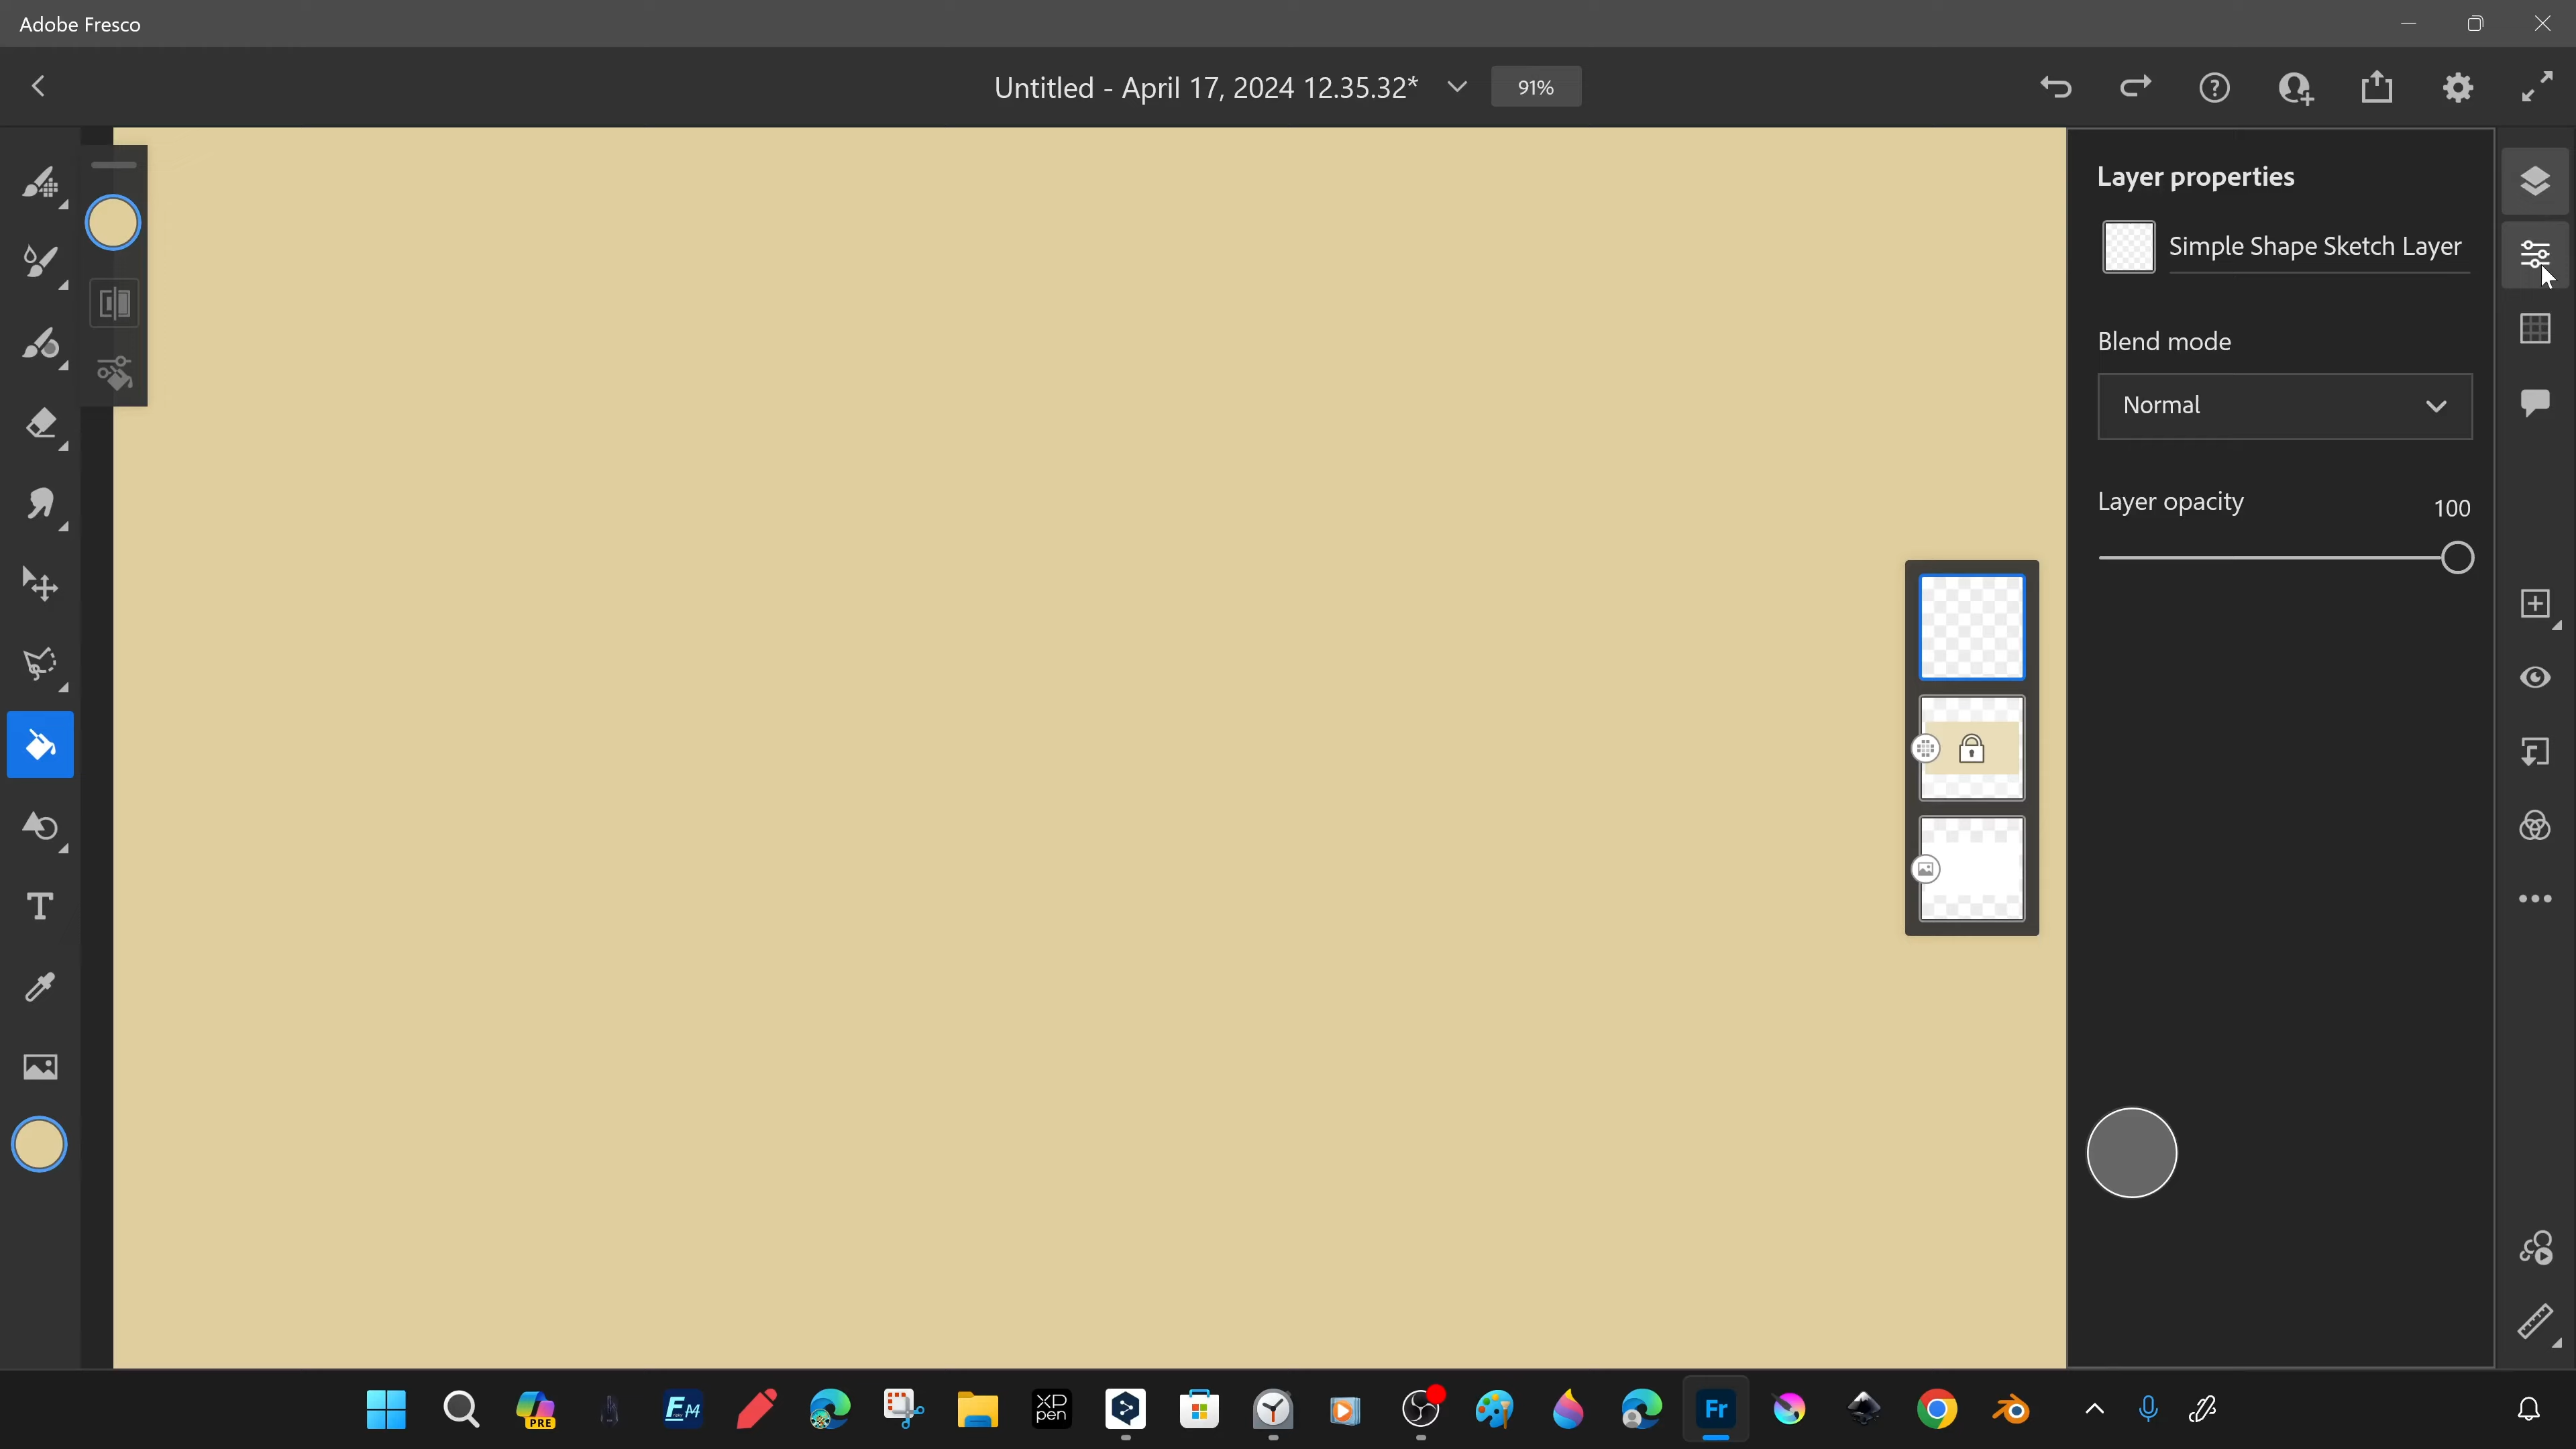 Adobe Fresco
Untitled - April 17, 2024 12.35.32*
91%
Layer properties
Simple Shape Sketch Layer
Blend mode
Normal
Layer opacity
100
T
PRE
FM
XP
pen
Fr